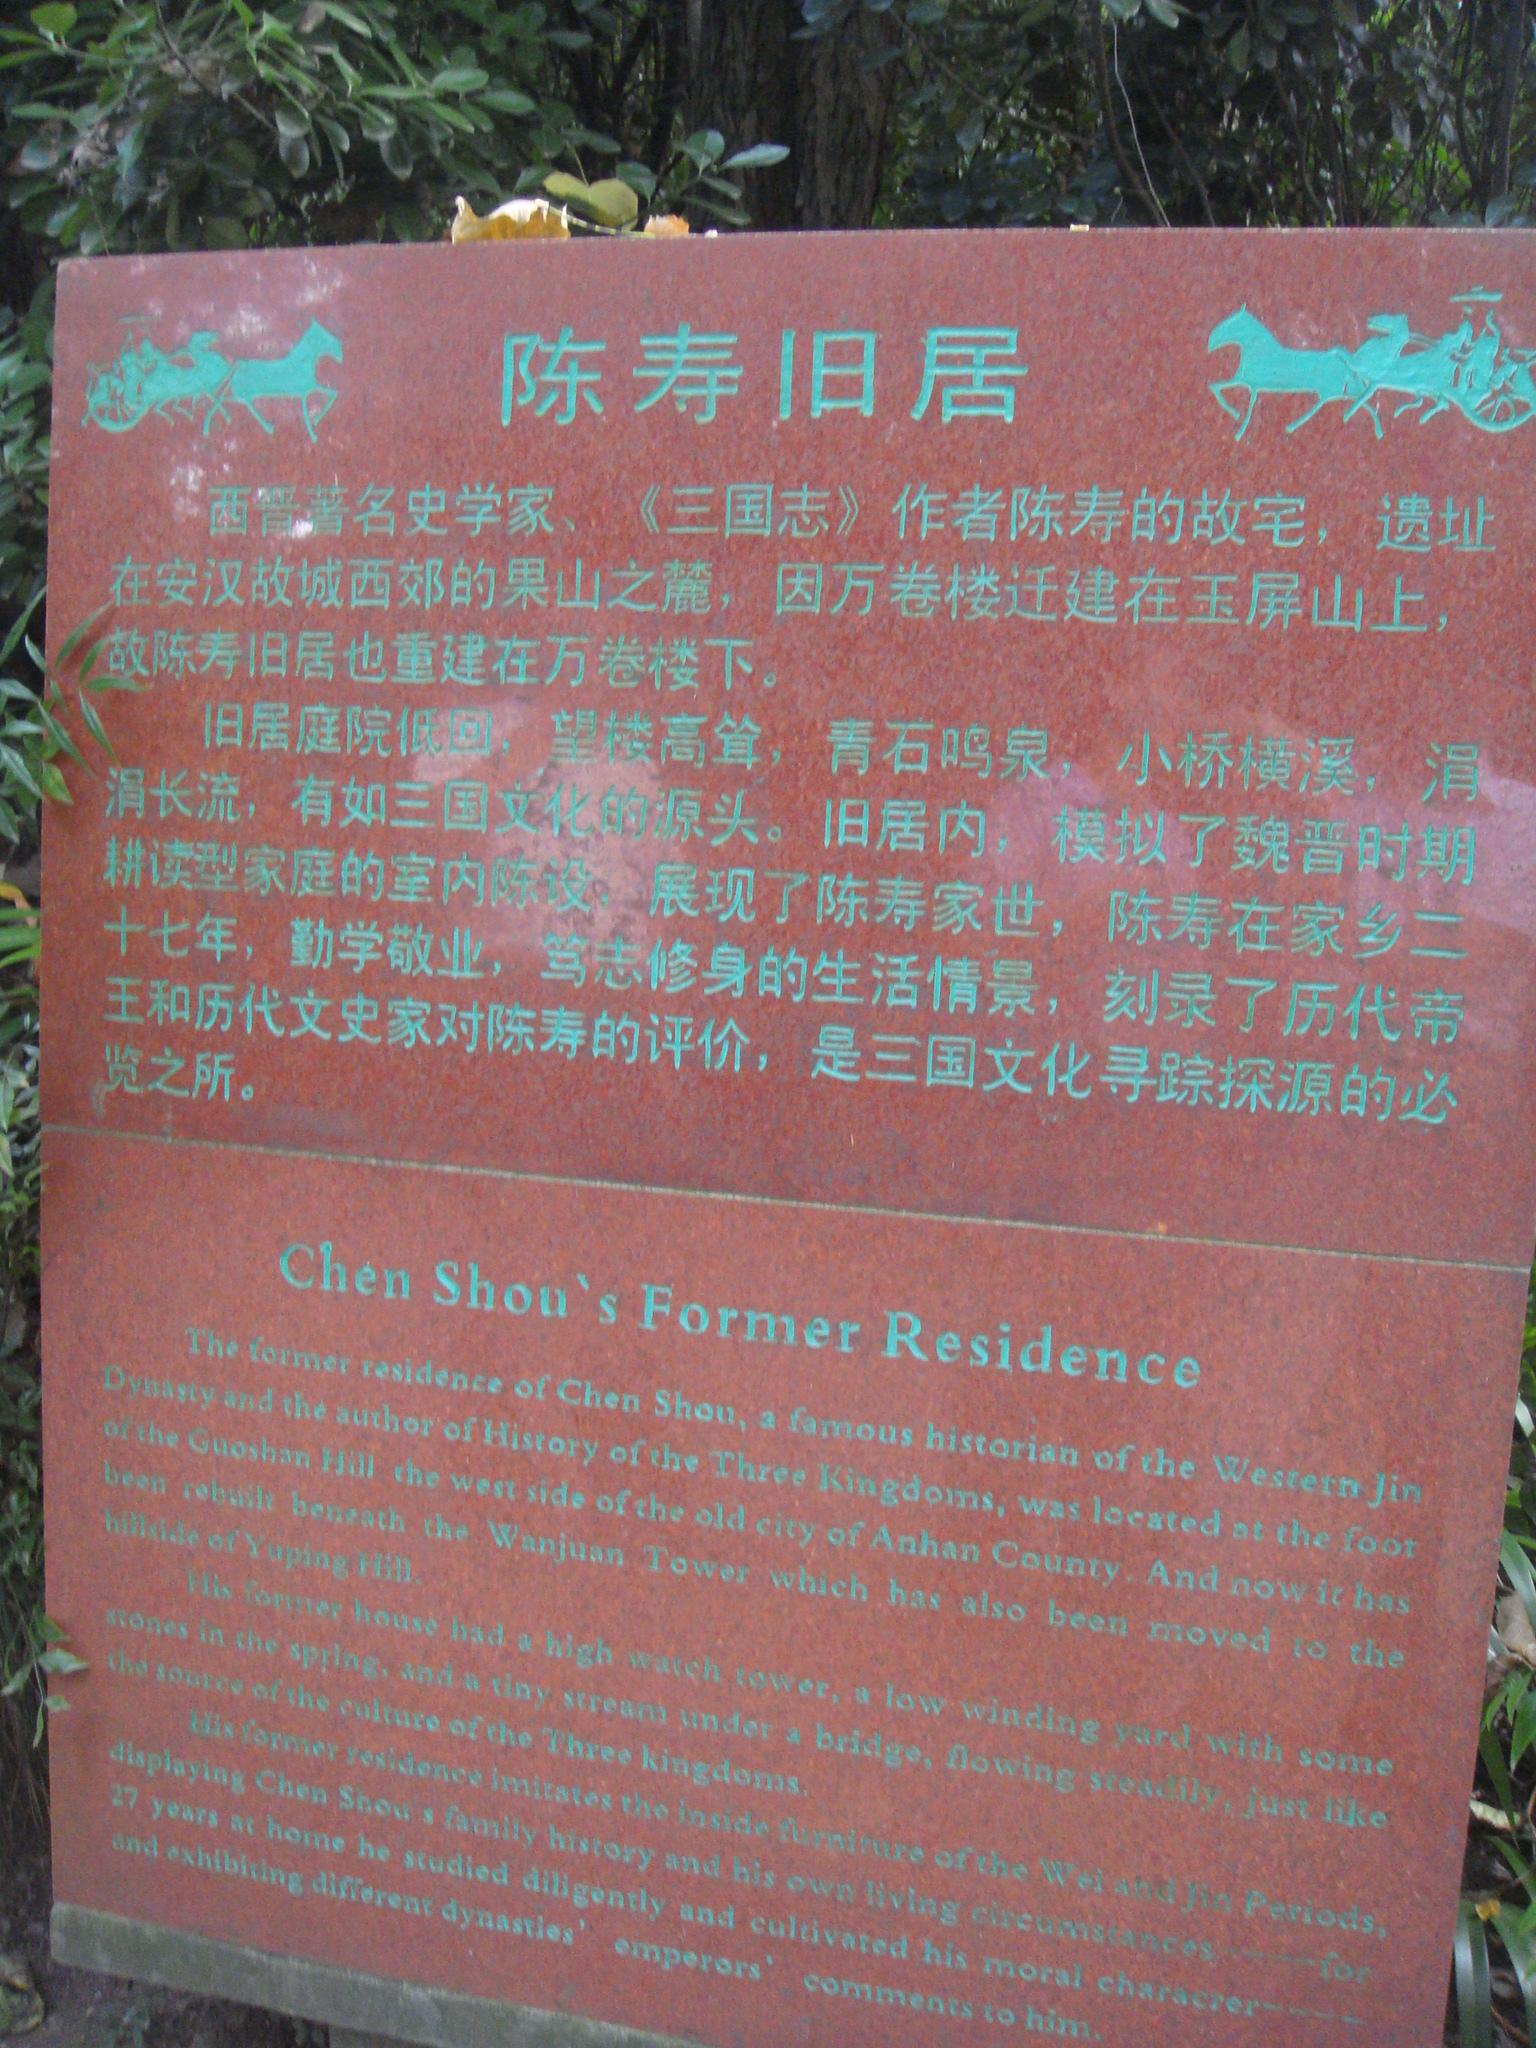 陈寿旧居
西晋著名史学家、《三国志》作者陈寿的故宅，遗址
在安汉故城西郊的果山之麓，因万卷楼迁建在玉屏山上，
故陈寿旧居也重建在万卷楼下。
旧居庭院低回，望楼高耸，青石鸣泉，小桥横溪，涓
涓长流，有如三国文化的源头。旧居内，模拟了魏晋时期
耕读型家庭的室内陈设，展现了陈寿家世，陈寿在家乡二
十七年，勤学敬业，笃志修身的生活情景，刻录了历代帝
王和历代文史家对陈寿的评价，是三国文化寻踪探源的必
览之所。
Chen Shou`s Former Residence
The former residence of Chen Shou, a famous historian of the Western Jin
Dynasty and the author of History of the Three Kingdoms, was located at the foot
of the Guoshan Hill the west side of the old city of Anhan County. And now it has
been rebuilt beneath the Wanjuan Tower which has also been moved to the
hillside of Yuping Hill.
His former house had a high watch tower, a low winding yard with some
stones in the spring, and a tiny stream under a bridge, flowing steadily, just like
the source of the culture of the Three kingdoms.
His former residence imitates the inside furniture of the Wei and Jin Periods,
displaying Chen Shou's family history and his own living circumstances----for
27 years at home he studied diligently and cultivated his moral characrer----
and exhibiting different dynasties' emperors' comments to him.